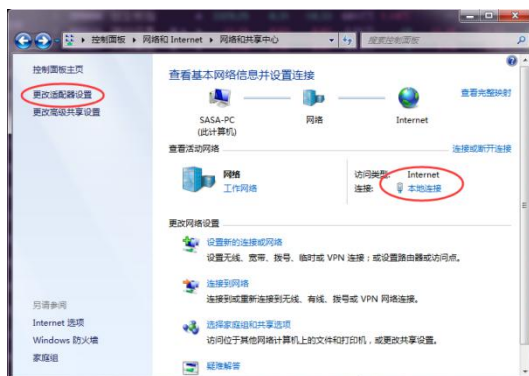 控制面板 ▸ 网络和 Internet ▸ 网络和共享中心
搜索控制面板
控制面板主页
更改适配器设置
更改高级共享设置
查看基本网络信息并设置连接
查看完整映射
SASA-PC
(此计算机)
网络
Internet
查看活动网络
连接或断开连接
网络
工作网络
访问类型: Internet
连接: 本地连接
更改网络设置
设置新的连接或网络
设置无线、宽带、拨号、临时或 VPN 连接；或设置路由器或访问点。
连接到网络
连接到或重新连接到无线、有线、拨号或 VPN 网络连接。
选择家庭组和共享选项
访问位于其他网络计算机上的文件和打印机，或更改共享设置。
疑难解答
另请参阅
Internet 选项
Windows 防火墙
家庭组